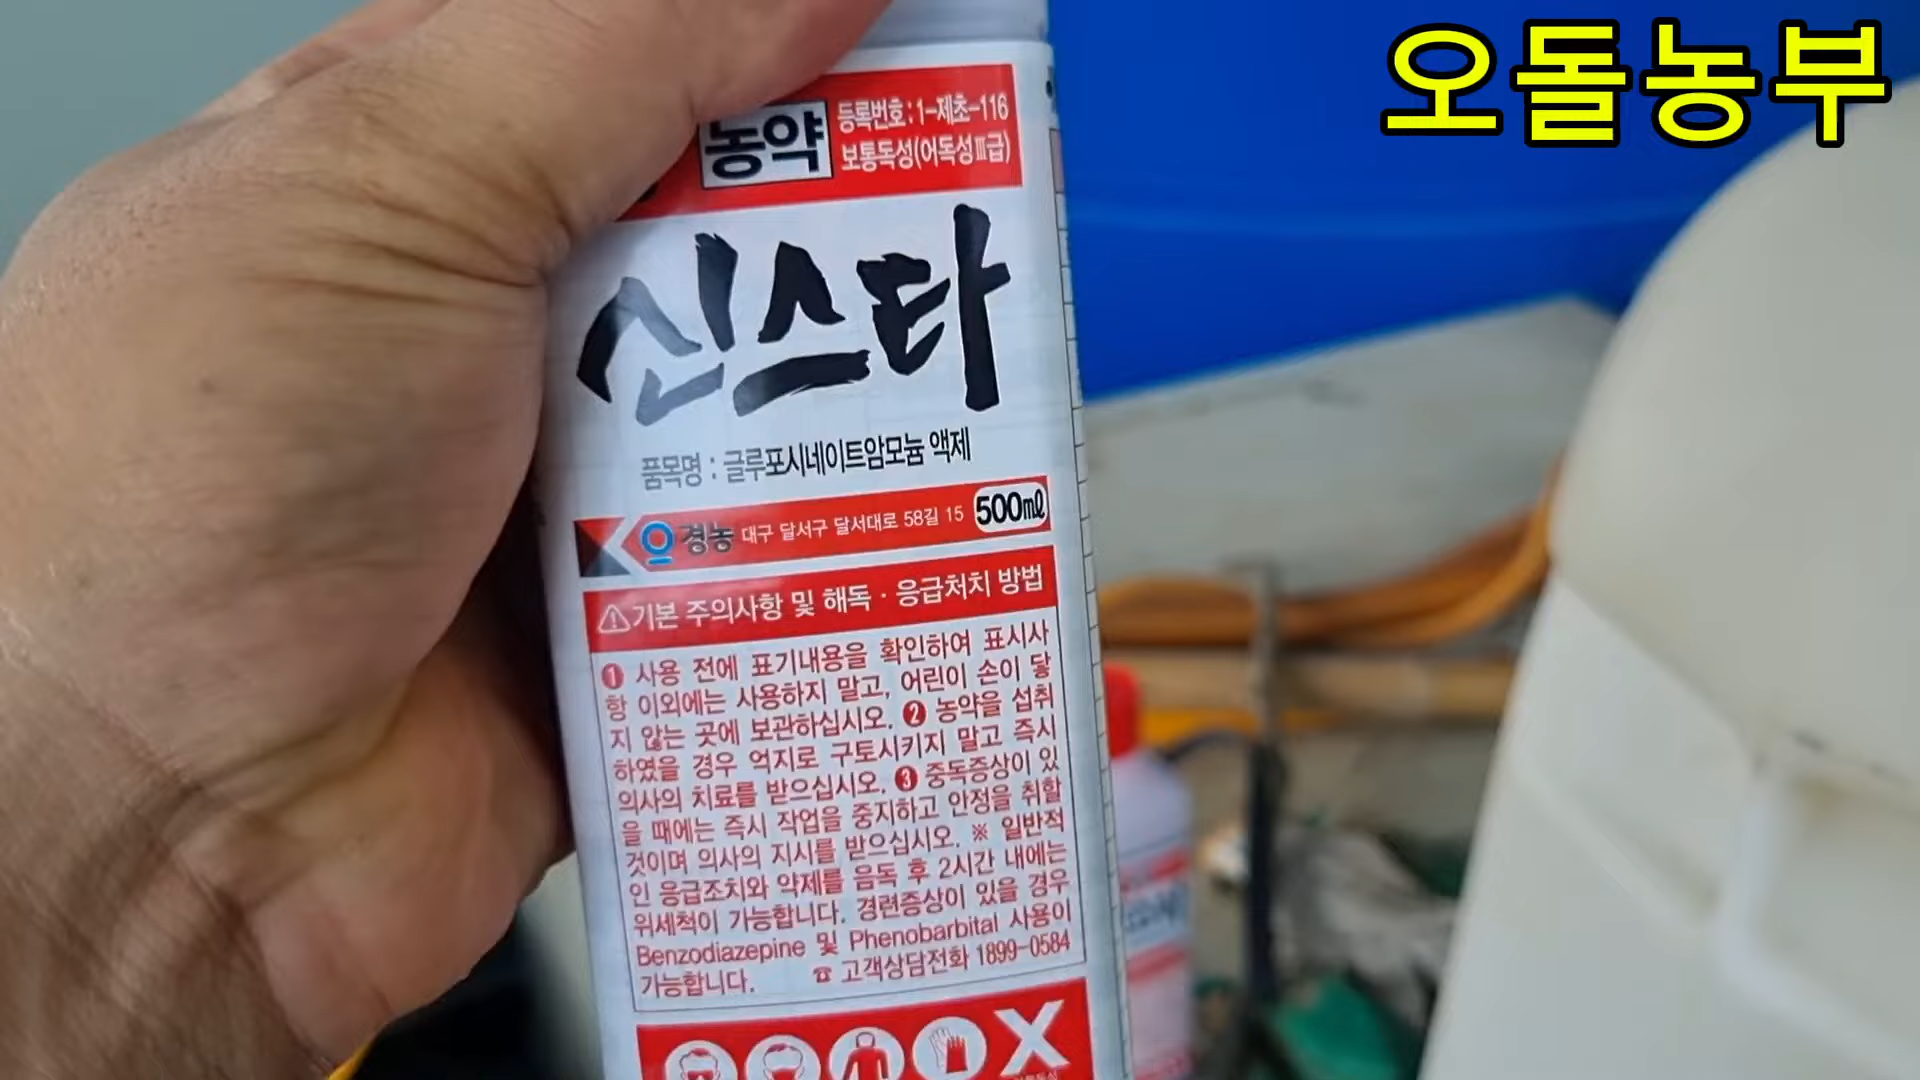 오돌농부
농약
등록번호 : 1-제초-116
보통독성(어독성Ⅲ급)
신스타
품목명 : 글루포시네이트암모늄 액제
경농 대구 달서구 달서대로 58길 15 500㎖
⚠기본 주의사항 및 해독·응급처치 방법
❶ 사용 전에 표기내용을 확인하여 표시사
항 이외에는 사용하지 말고, 어린이 손이 닿
지 않는 곳에 보관하십시오. ❷ 농약을 섭취
하였을 경우 억지로 구토시키지 말고 즉시
의사의 치료를 받으십시오. ❸ 중독증상이 있
을 때에는 즉시 작업을 중지하고 안정을 취할
것이며 의사의 지시를 받으십시오. ※ 일반적
인 응급조치와 약제를 음독 후 2시간 내에는
위세척이 가능합니다. 경련증상이 있을 경우
Benzodiazepine 및 Phenobarbital 사용이
가능합니다. ☎ 고객상담전화 1899-0584